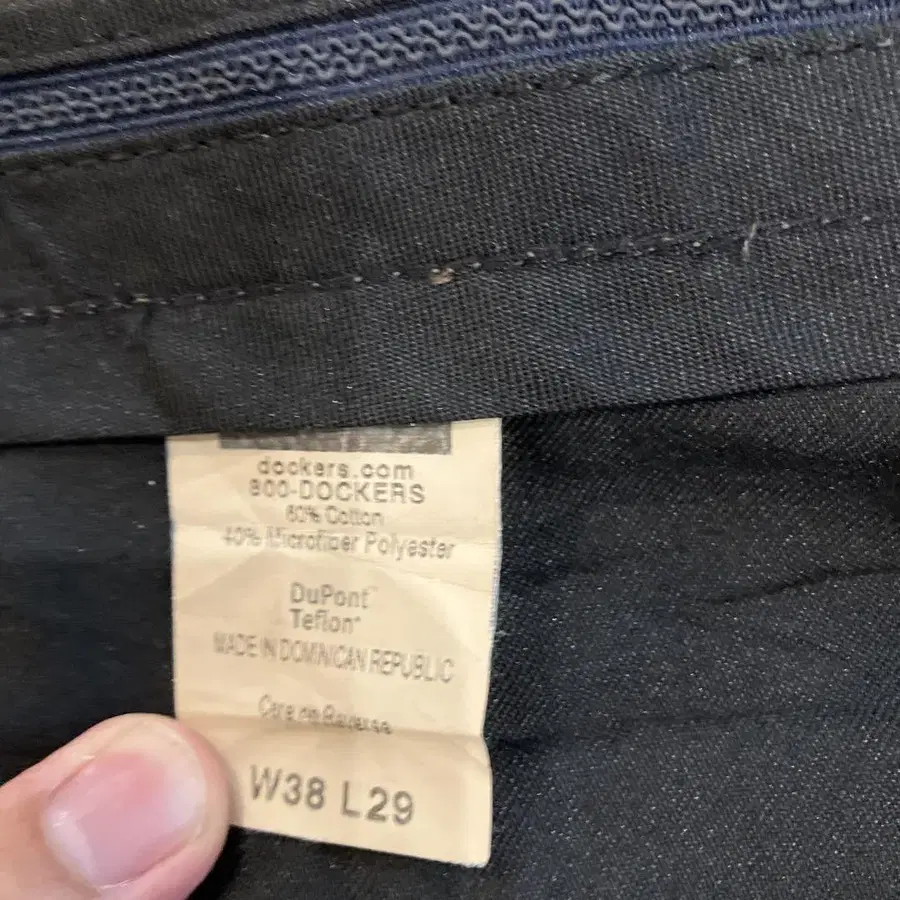 dockers.com
800-DOCKERS
60% Cotton
40% Microfiber Polyester
DuPont™
Teflon®
MADE IN DOMINICAN REPUBLIC
Care on Reverse
W38 L29